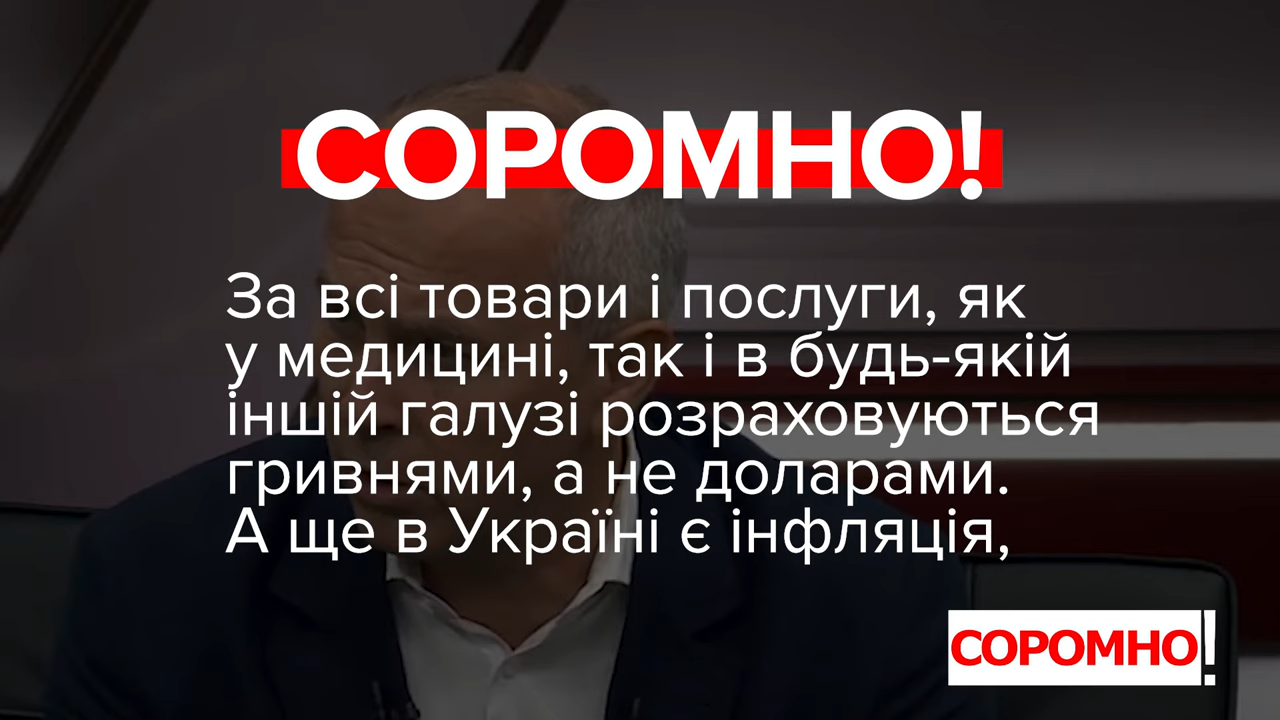 СОРОМНО!
За всі товари і послуги, як
у медицині, так і в будь-якій
іншій галузі розраховуються
гривнями, а не доларами.
А ще в Україні є інфляція,
СОРОМНО!